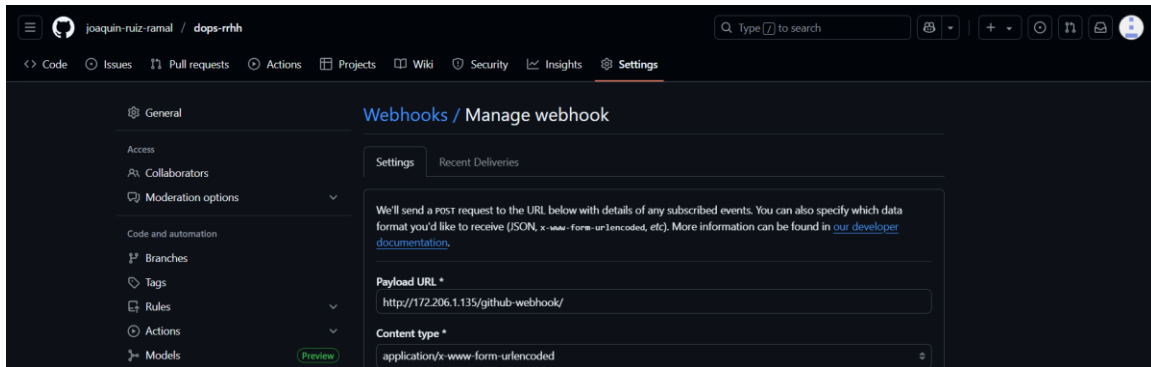 joaquin-ruiz-ramal / dops-rrhh
Type / to search
<> Code Issues Pull requests Actions Projects Wiki Security Insights Settings
General
Access
Collaborators
Moderation options
Code and automation
Branches
Tags
Rules
Actions
Models Preview
Webhooks / Manage webhook
Settings Recent Deliveries
We'll send a POST request to the URL below with details of any subscribed events. You can also specify which data
format you'd like to receive (JSON, x-www-form-urlencoded, etc). More information can be found in our developer
documentation.
Payload URL *
http://172.206.1.135/github-webhook/
Content type *
application/x-www-form-urlencoded